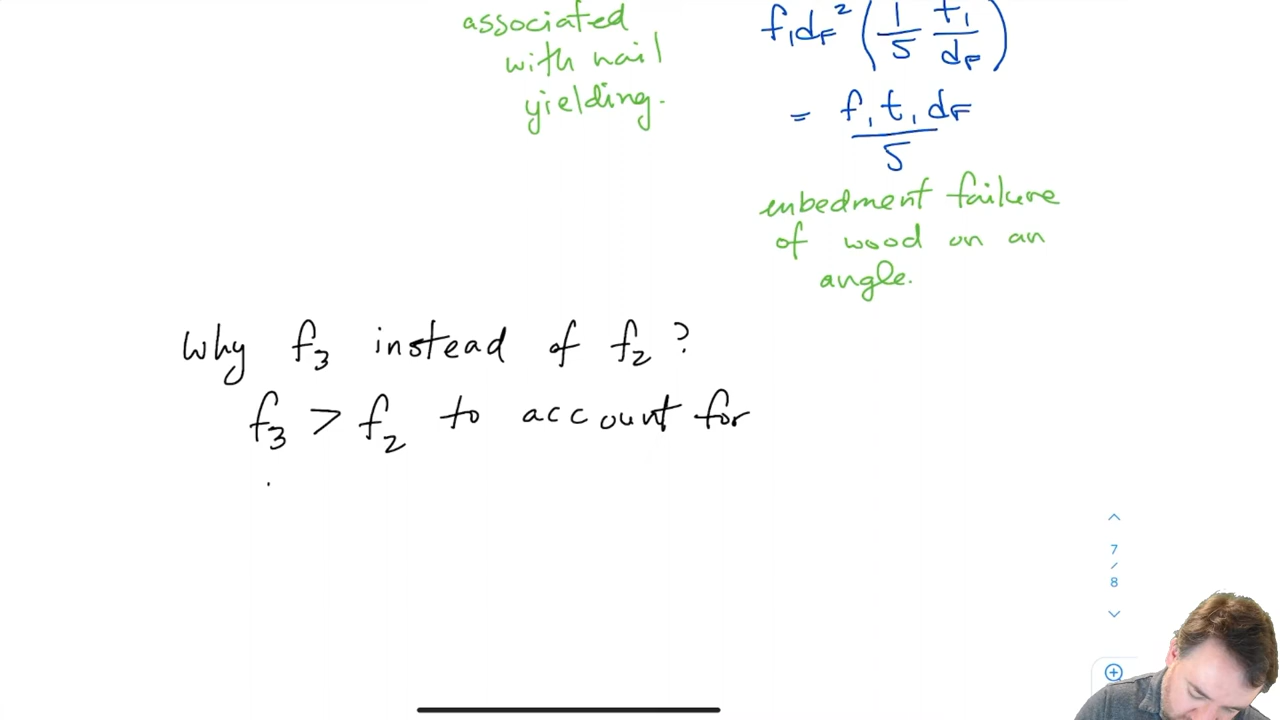 associated
with nail
yielding.
f₁d_F² (1/5 t₁/d_F)
= f₁t₁d_F / 5
embedment failure
of wood on an
angle.
Why f₃ instead of f₂?
f₃ > f₂ to account for
7
/
8